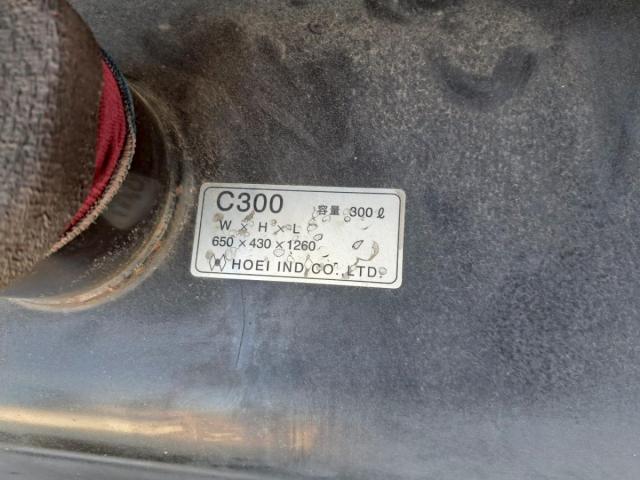 C300 容量 300ℓ
W × H × L
650 × 430 × 1260
HOEI IND.CO.,LTD.